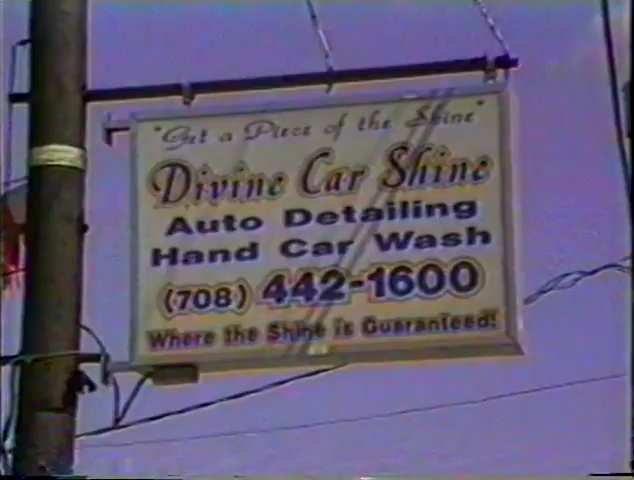 "Get a Piece of the Shine"
Divine Car Shine
Auto Detailing
Hand Car Wash
(708) 442-1600
Where the Shine is Guaranteed!